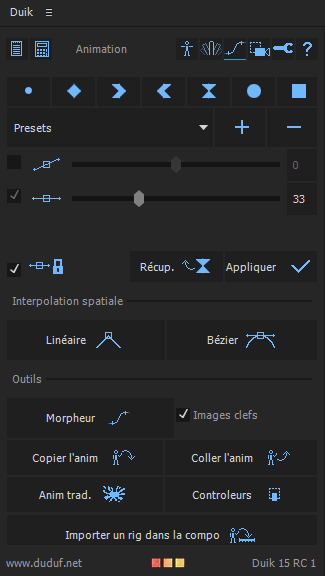 Duik
Animation
Presets
0
33
Récup.
Appliquer
Interpolation spatiale
Linéaire
Bézier
Outils
Morpheur
Images clefs
Copier l'anim
Coller l'anim
Anim trad.
Controleurs
Importer un rig dans la compo
www.duduf.net
Duik 15 RC 1